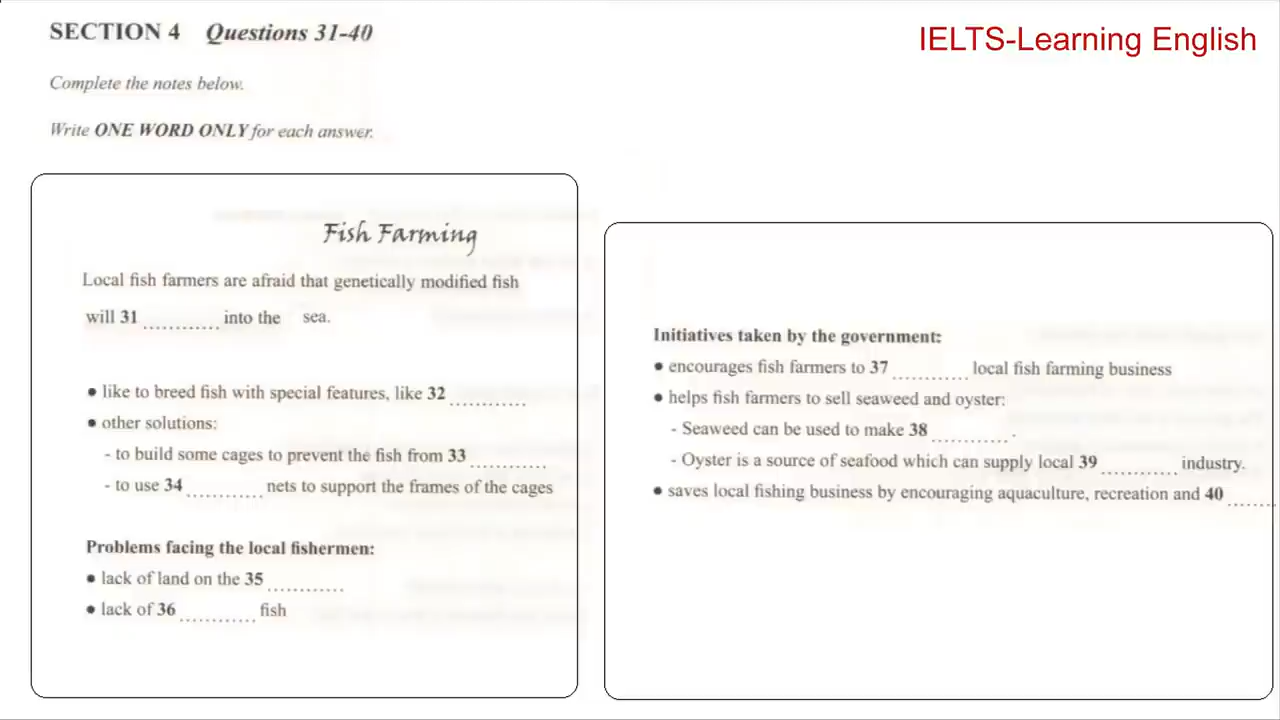 SECTION 4 Questions 31-40
IELTS-Learning English
Complete the notes below.
Write ONE WORD ONLY for each answer.
Fish Farming
Local fish farmers are afraid that genetically modified fish
will 31 ............ into the sea.
● like to breed fish with special features, like 32 ............
● other solutions:
- to build some cages to prevent the fish from 33 ............
- to use 34 ............ nets to support the frames of the cages
Problems facing the local fishermen:
● lack of land on the 35 ............
● lack of 36 ............ fish
Initiatives taken by the government:
● encourages fish farmers to 37 ............ local fish farming business
● helps fish farmers to sell seaweed and oyster:
- Seaweed can be used to make 38 ............ .
- Oyster is a source of seafood which can supply local 39 ............ industry.
● saves local fishing business by encouraging aquaculture, recreation and 40 ........